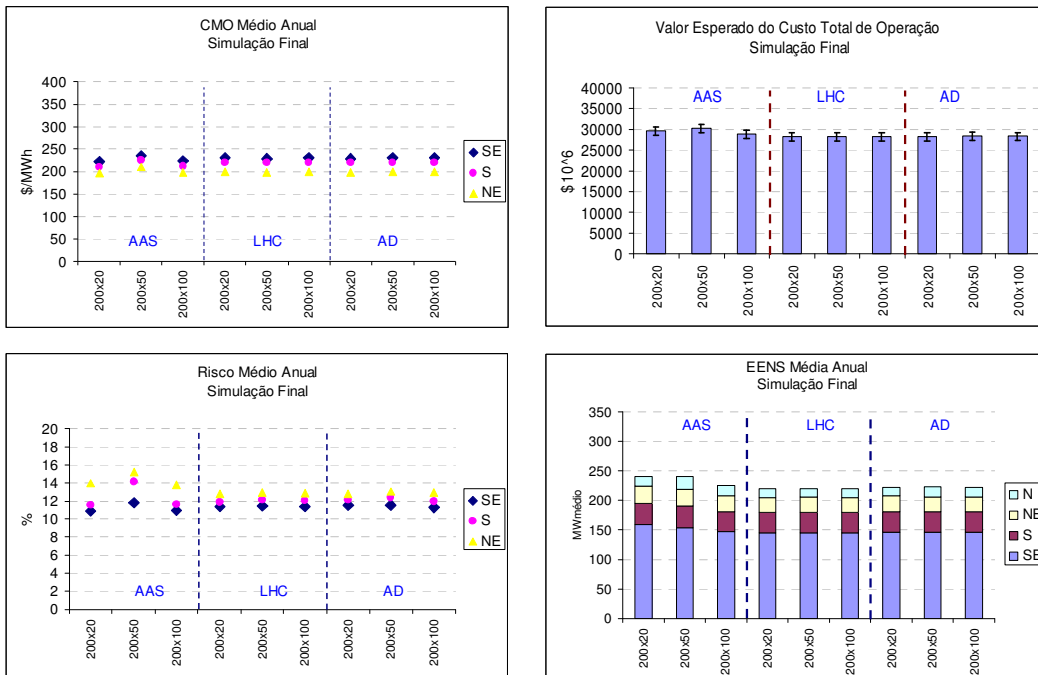 CMO Médio Anual
Simulação Final
$/MWh
400
350
300
250
200
150
100
50
0
AAS
LHC
AD
200x20
200x50
200x100
200x20
200x50
200x100
200x20
200x50
200x100
SE
S
NE
Valor Esperado do Custo Total de Operação
Simulação Final
$10^6
40000
35000
30000
25000
20000
15000
10000
5000
0
AAS
LHC
AD
200x20
200x50
200x100
200x20
200x50
200x100
200x20
200x50
200x100
Risco Médio Anual
Simulação Final
%
20
18
16
14
12
10
8
6
4
2
0
AAS
LHC
AD
200x20
200x50
200x100
200x20
200x50
200x100
200x20
200x50
200x100
SE
S
NE
EENS Média Anual
Simulação Final
MWmédio
350
300
250
200
150
100
50
0
AAS
LHC
AD
200x20
200x50
200x100
200x20
200x50
200x100
200x20
200x50
200x100
N
NE
S
SE